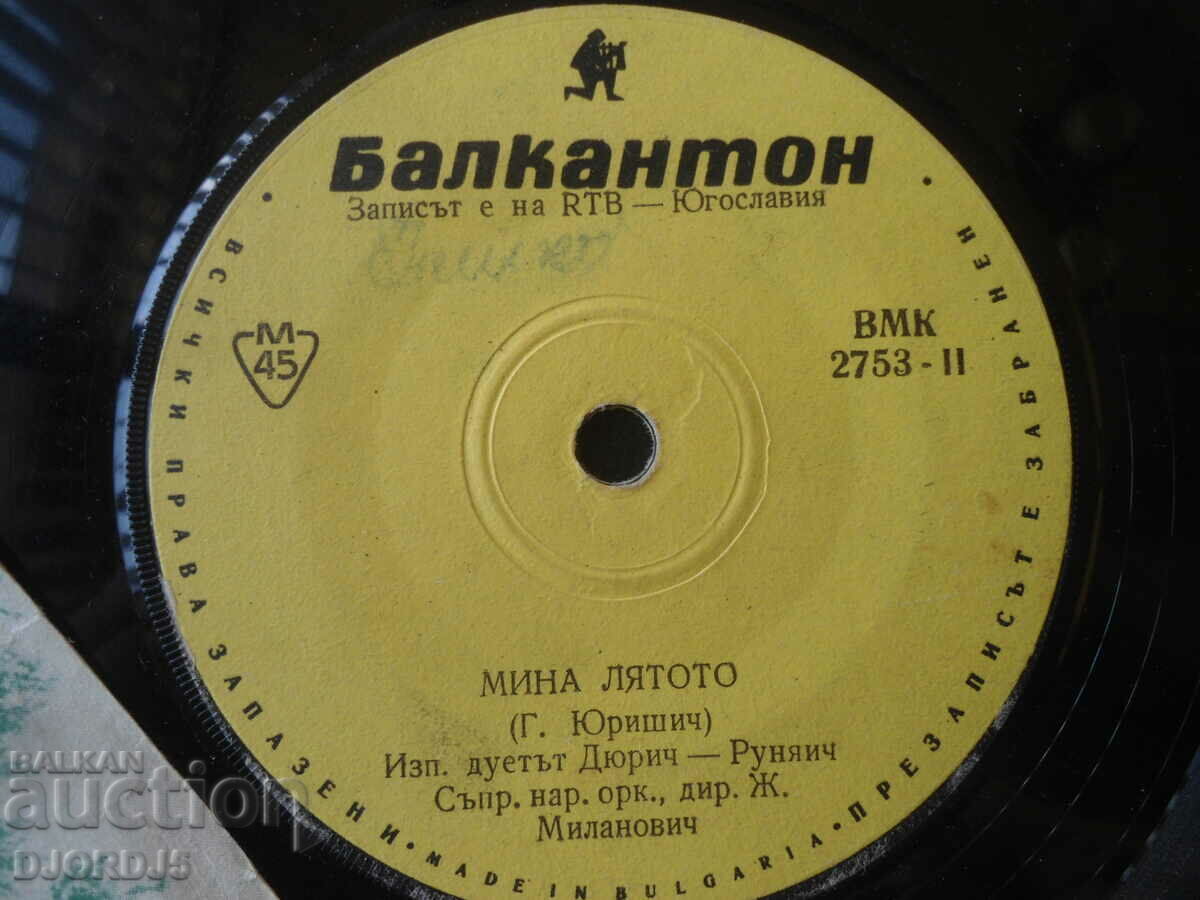 Балкантон
Записът е на RTB — Югославия
М
45
ВМК
2753 - II
МИНА ЛЯТОТО
(Г. Юришич)
Изп. дуетът Дюрич — Руняич
Съпр. нар. орк., дир. Ж.
Миланович
ВСИЧКИ ПРАВА ЗАПАЗЕНИ • MADE IN BULGARIA • ПРЕЗАПИСЪТ Е ЗАБРАНЕН •
BALKAN
auction
DJORDJ5